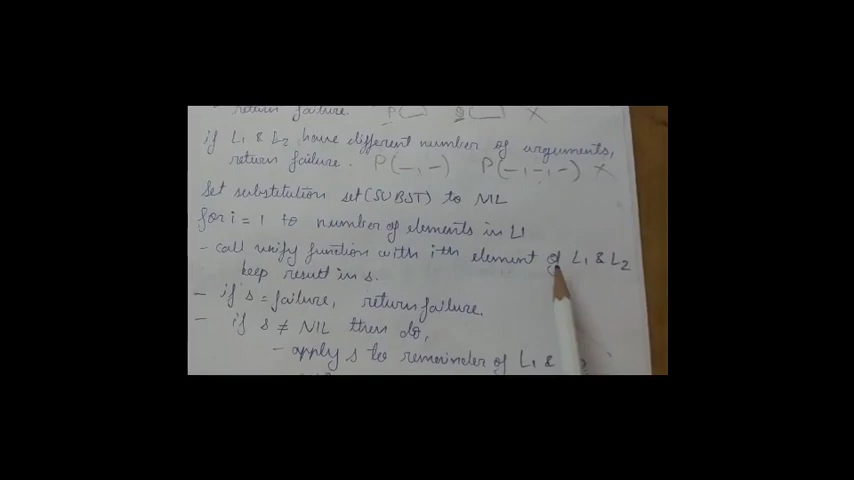 return failure. P(  ) Q(  ) X
if L1 & L2 have different number of arguments,
return failure. P(-,-) P(-,-,-) X
Set substitution set (SUBST) to NIL
for i = 1 to number of elements in L1
- call unify function with ith element of L1 & L2
keep result in s.
- if s = failure, return failure.
- if s ≠ NIL then do,
- apply s to remainder of L1 &